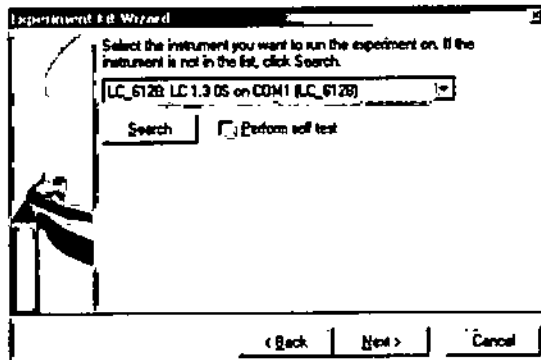 Experiment Kit Wizard
Select the instrument you want to run the experiment on. If the
instrument is not in the list, click Search.
LC_6128: LC 1.3 0S on COM1 (LC_6128)
Search
Perform self test
< Back
Next >
Cancel